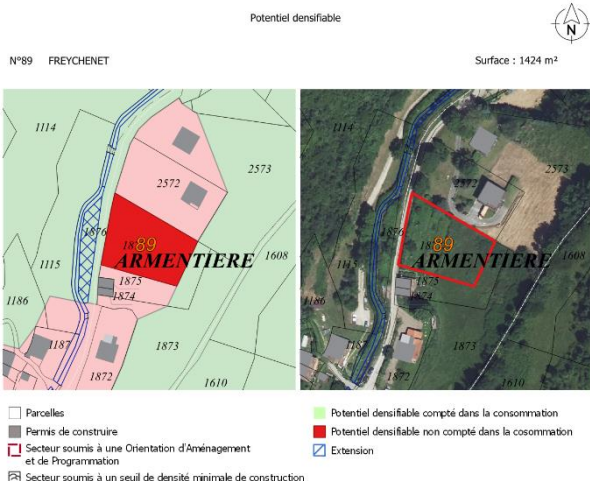 Potentiel densifiable
N
N°89 FREYCHENET
Surface : 1424 m²
1114
2572
2573
1876
89
ARMENTIERE
1608
1115
1875
1874
1186
1187
1873
1872
1610
1114
2572
2573
1876
89
ARMENTIERE
1608
1115
1875
1874
1186
1187
1873
1872
1610
Parcelles
Permis de construire
Secteur soumis à une Orientation d'Aménagement
et de Programmation
Secteur soumis à un seuil de densité minimale de construction
Potentiel densifiable compté dans la consommation
Potentiel densifiable non compté dans la cosommation
Extension